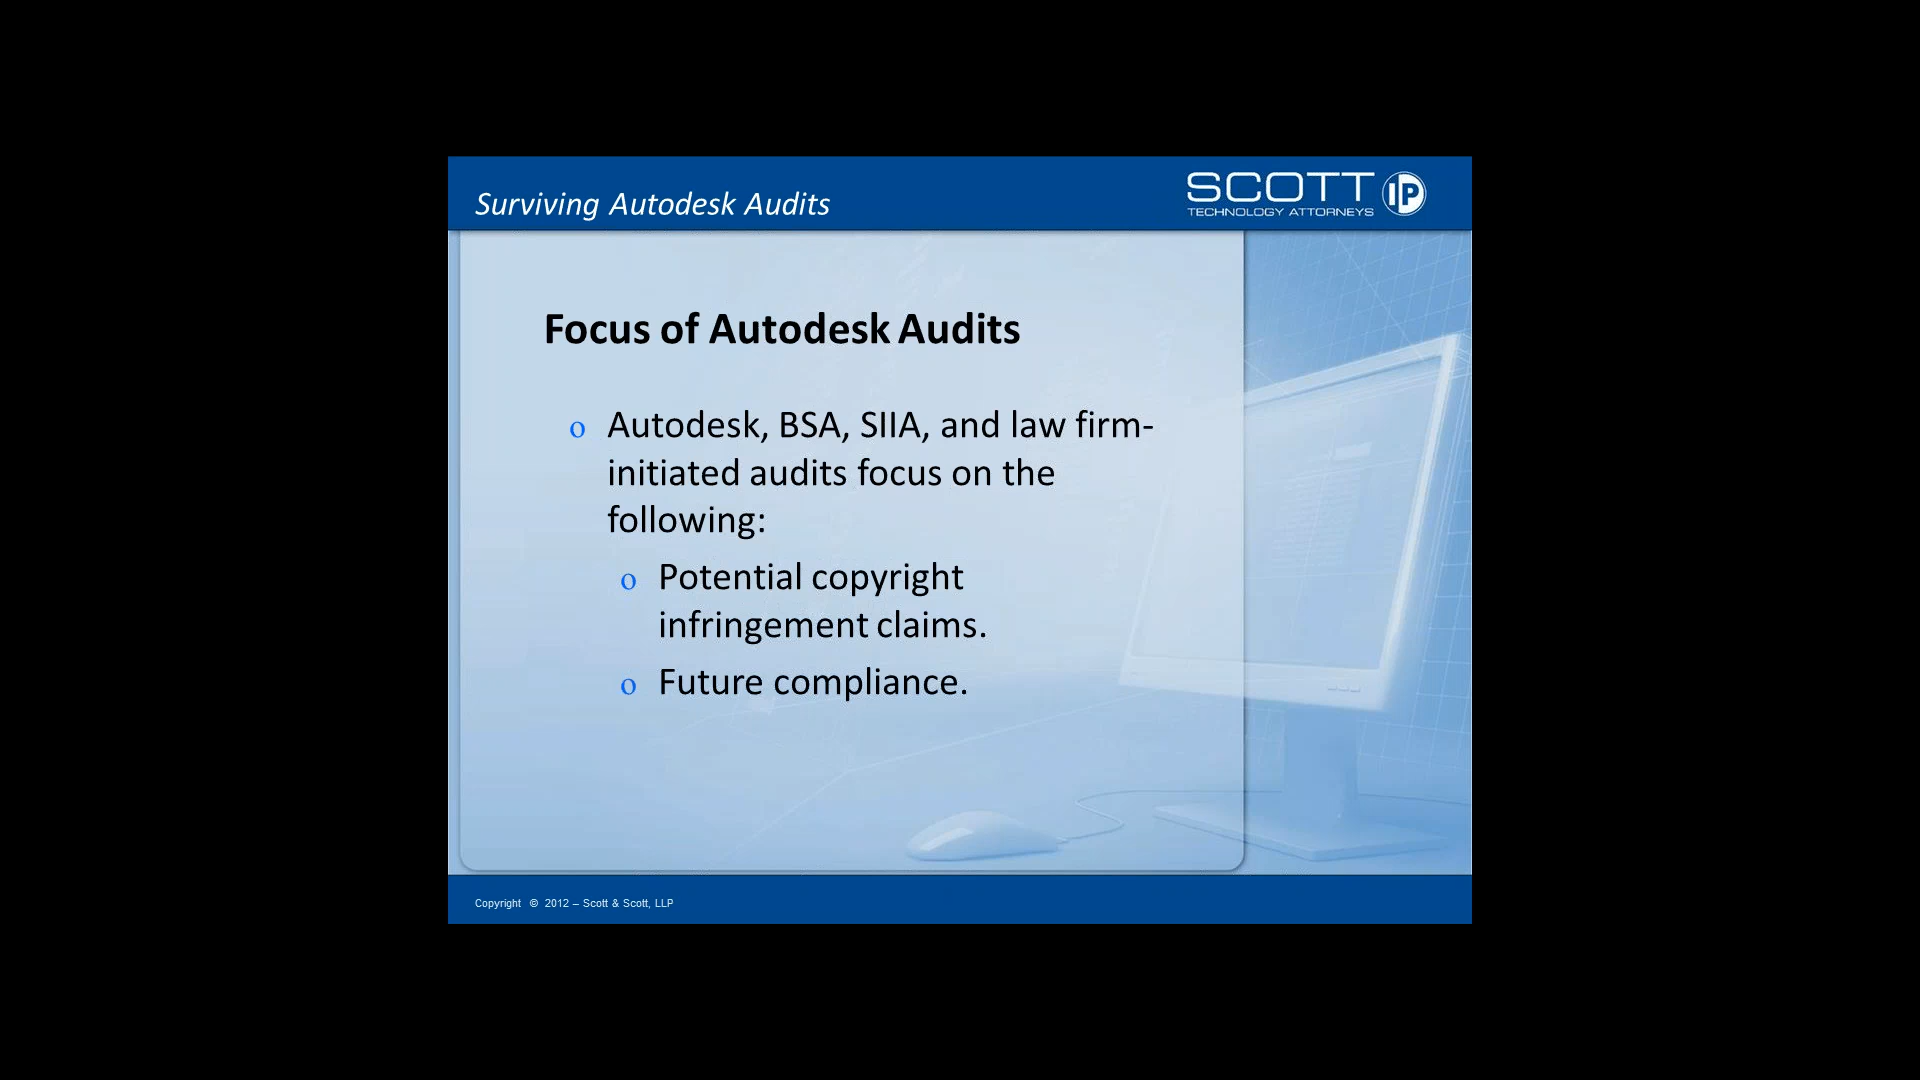 Surviving Autodesk Audits
SCOTT IP
TECHNOLOGY ATTORNEYS
Focus of Autodesk Audits
o Autodesk, BSA, SIIA, and law firm-
initiated audits focus on the
following:
o Potential copyright
infringement claims.
o Future compliance.
Copyright © 2012 – Scott & Scott, LLP